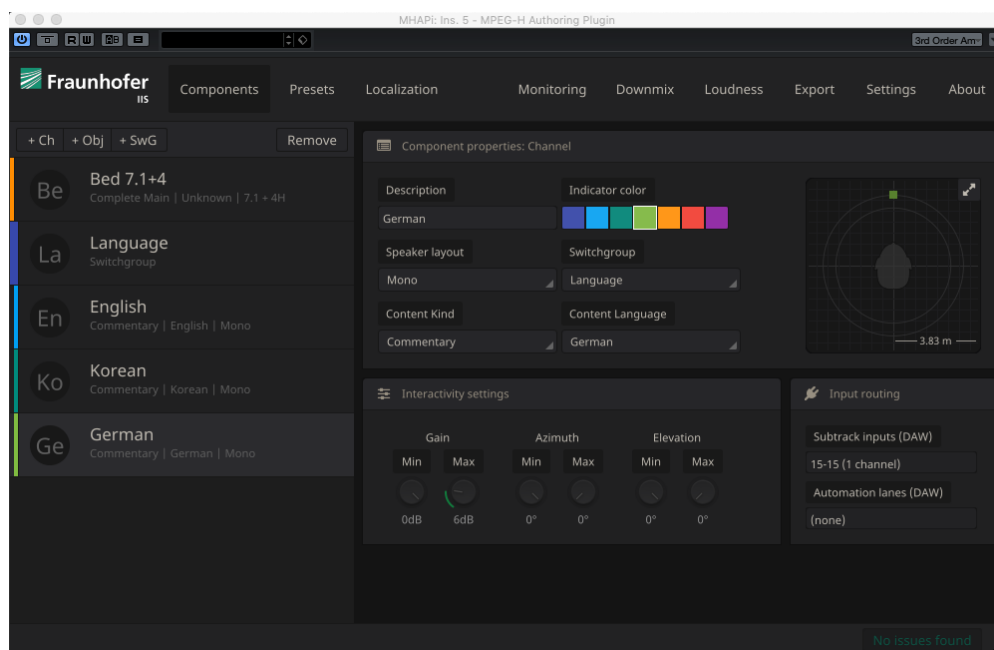 MHAPi: Ins. 5 - MPEG-H Authoring Plugin
3rd Order Am
Fraunhofer
IIS
Components Presets Localization Monitoring Downmix Loudness Export Settings About
+ Ch + Obj + SwG Remove
Be
Bed 7.1+4
Complete Main | Unknown | 7.1 + 4H
La
Language
Switchgroup
En
English
Commentary | English | Mono
Ko
Korean
Commentary | Korean | Mono
Ge
German
Commentary | German | Mono
Component properties: Channel
Description Indicator color
German
Speaker layout Switchgroup
Mono Language
Content Kind Content Language
Commentary German
3.83 m
Interactivity settings
Gain Azimuth Elevation
Min Max Min Max Min Max
0dB 6dB 0° 0° 0° 0°
Input routing
Subtrack inputs (DAW)
15-15 (1 channel)
Automation lanes (DAW)
(none)
No issues found